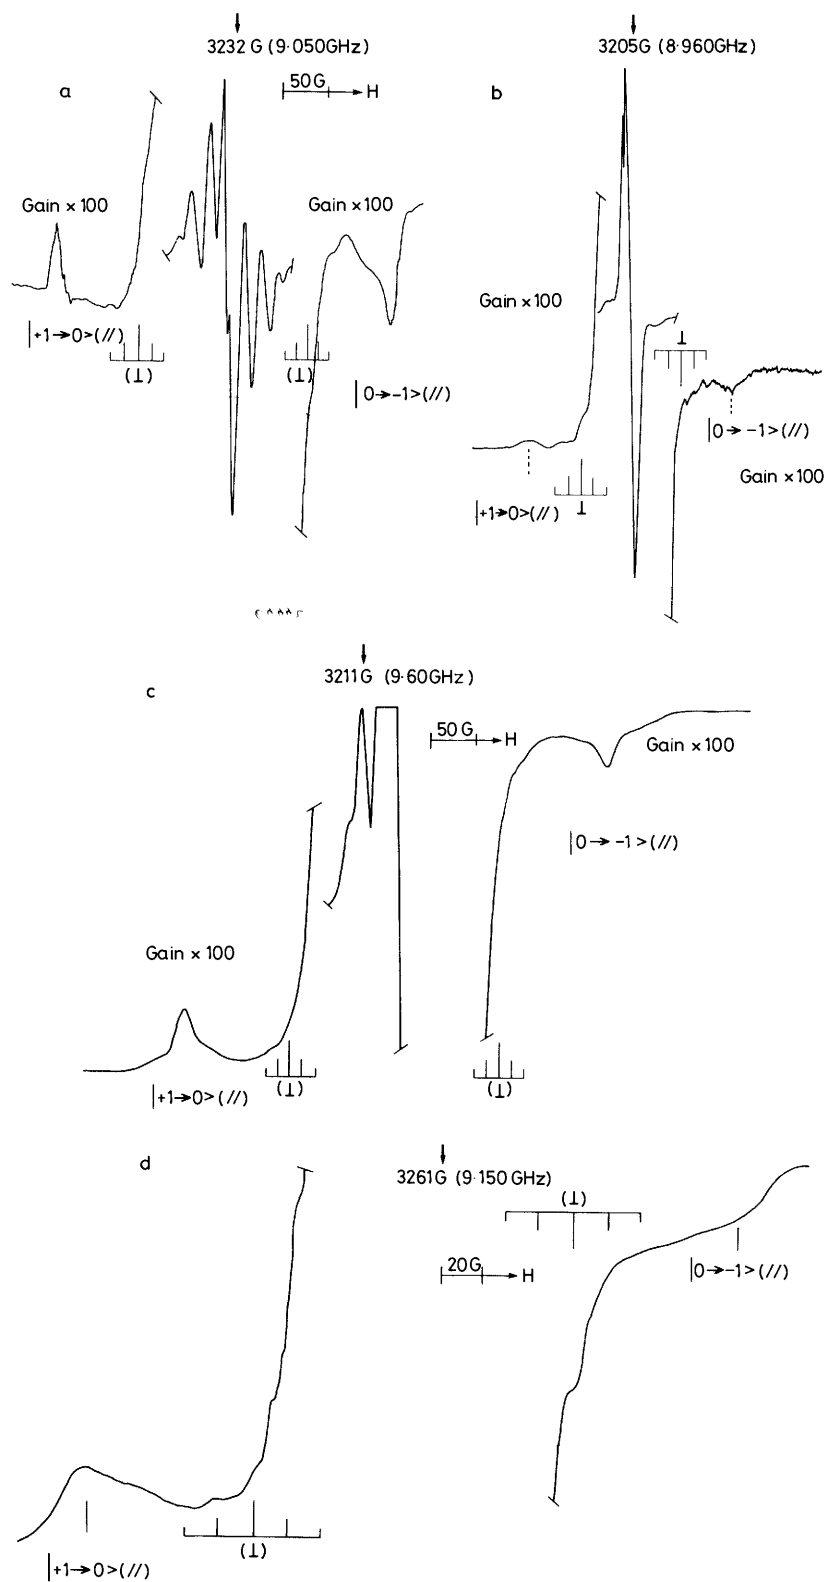 3232 G (9·050GHz)
a
50G
H
Gain × 100
Gain × 100
|+1→0>(//)
(⊥)
(⊥)
|0→-1>(//)
3205G (8·960GHz)
b
Gain ×100
⊥
|0→ -1>(//)
Gain ×100
|+1→0>(//)
⊥
3211G (9·60GHz)
c
50 G
H
Gain ×100
|0→ -1>(//)
Gain × 100
(⊥)
(⊥)
|+1→0>(//)
d
3261G (9·150 GHz)
(⊥)
20G
H
|0→-1>(//)
(⊥)
|+1→0>(//)